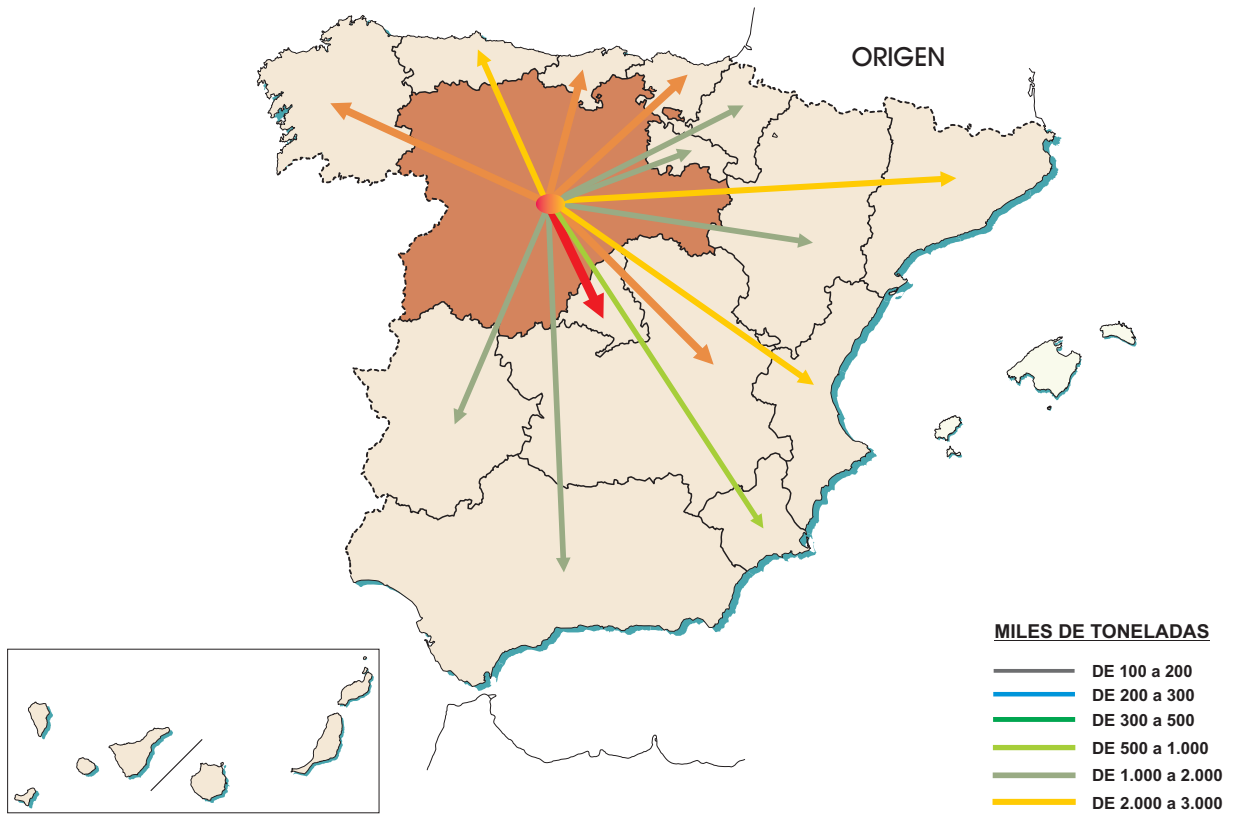 ORIGEN
MILES DE TONELADAS
DE 100 a 200
DE 200 a 300
DE 300 a 500
DE 500 a 1.000
DE 1.000 a 2.000
DE 2.000 a 3.000